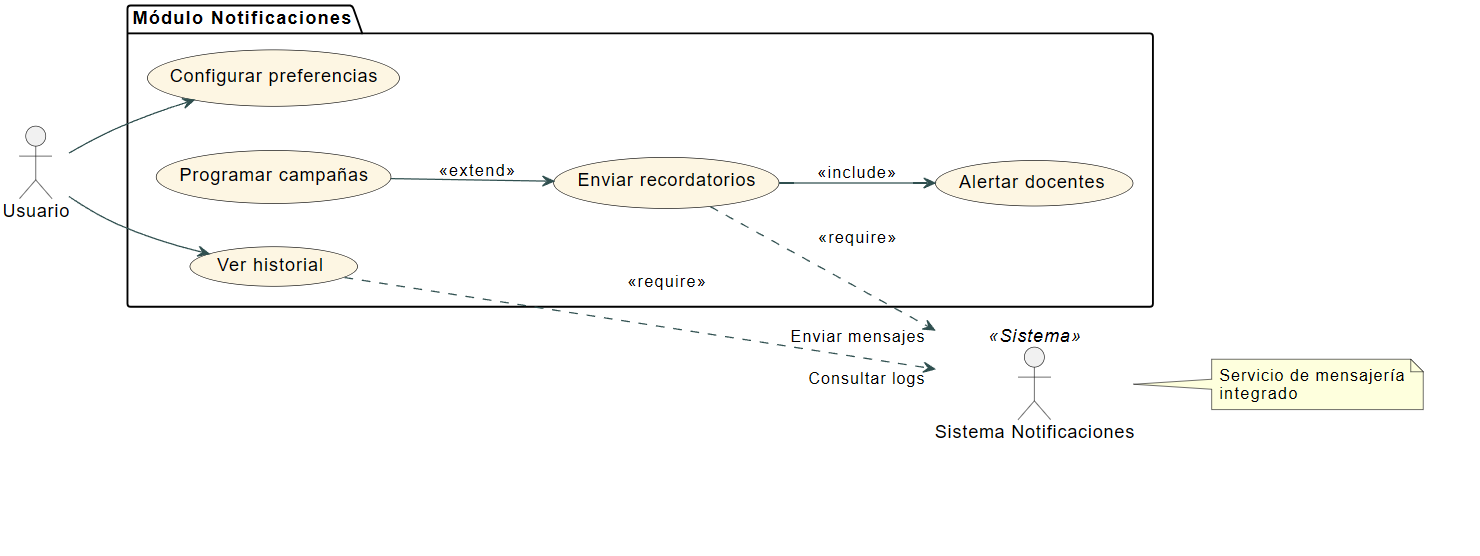 Módulo Notificaciones
Configurar preferencias
Programar campañas
«extend»
Enviar recordatorios
«include»
Alertar docentes
Usuario
«require»
Ver historial
«require»
Enviar mensajes
«Sistema»
Consultar logs
Servicio de mensajería
integrado
Sistema Notificaciones